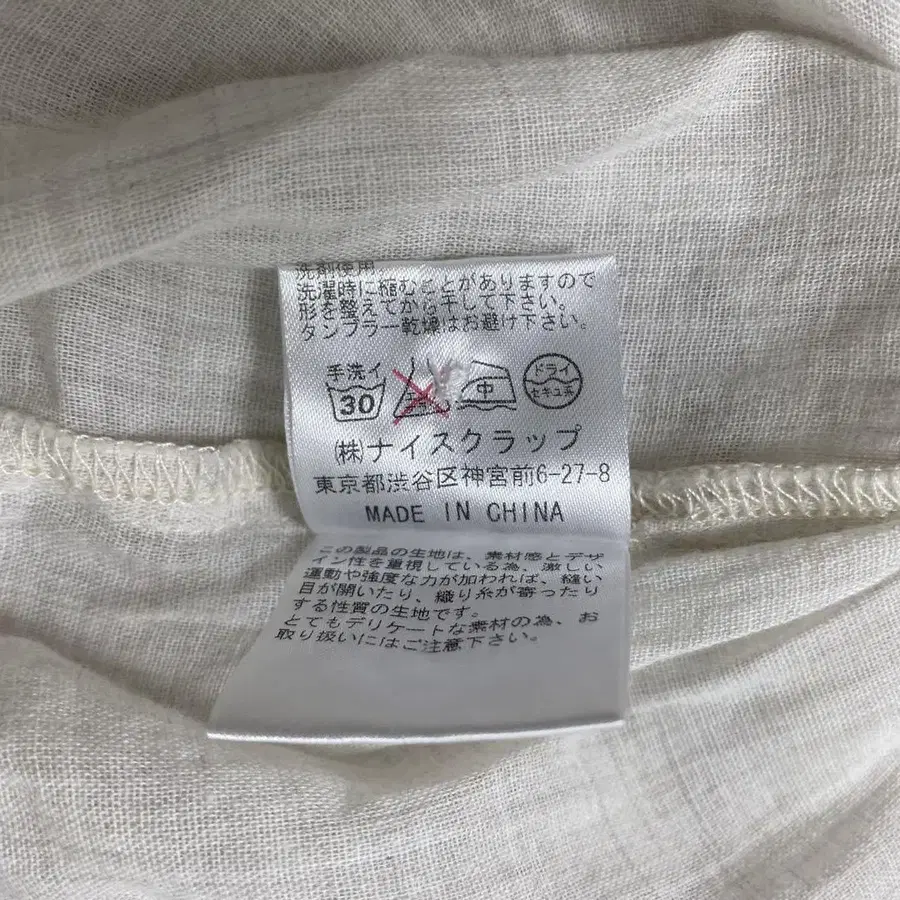 洗剤使用。
洗濯時に縮むことがありますので
形を整えてから干して下さい。
タンブラー乾燥はお避け下さい。
手洗イ
30
中
ドライ
セキユ系
(株)ナイスクラップ
東京都渋谷区神宮前6-27-8
MADE IN CHINA
この製品の生地は、素材感とデザ
イン性を重視している為、激しい
運動や強度な力が加われば、縫い
目が開いたり、織り糸が寄ったり
する性質の生地です。
とてもデリケートな素材の為、お
取り扱いにはご注意下さい。